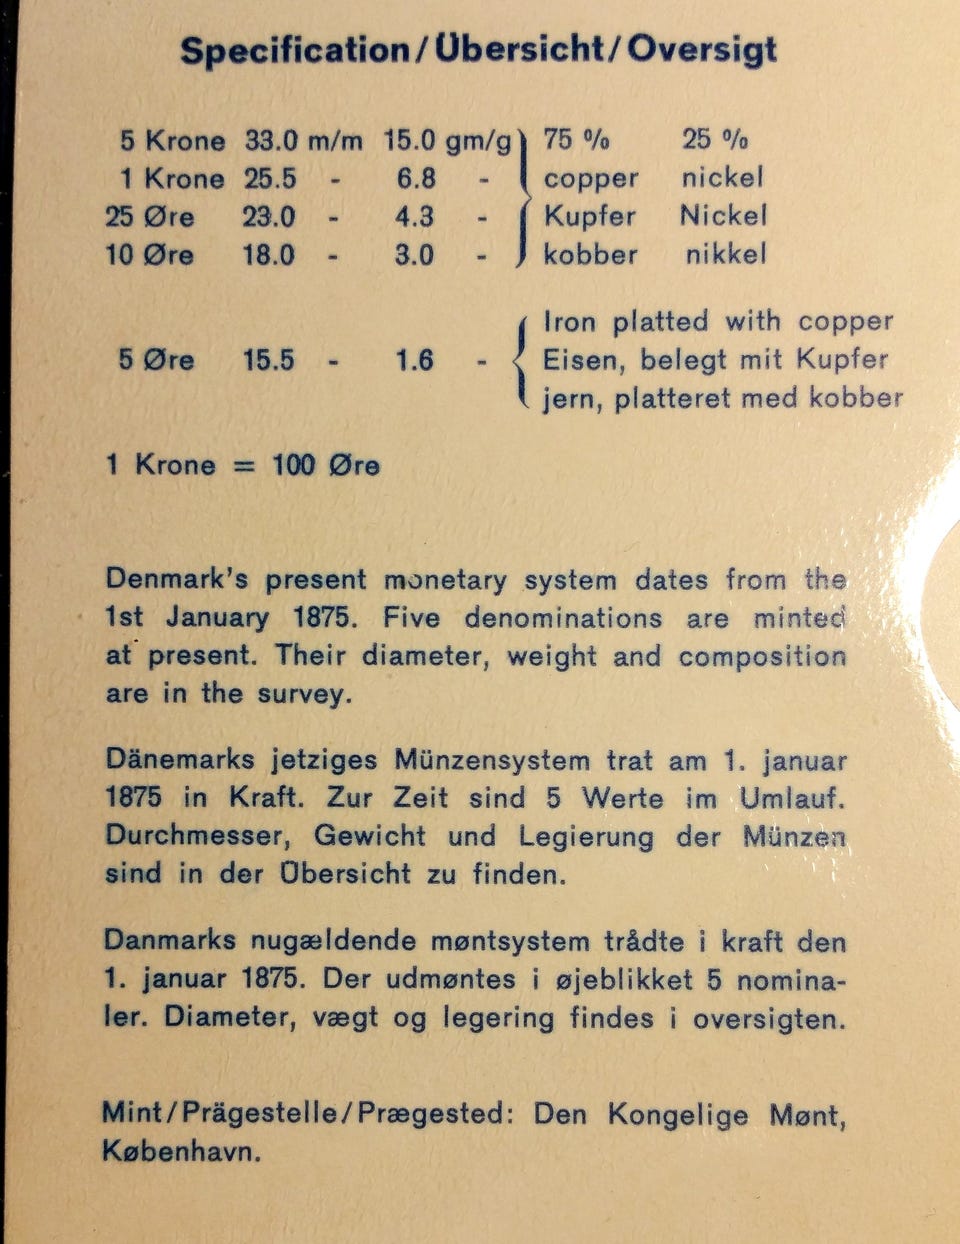 Specification/Übersicht/Oversigt
5 Krone 33.0 m/m 15.0 gm/g 75 % 25 %
1 Krone 25.5 - 6.8 - copper nickel
25 Øre 23.0 - 4.3 - Kupfer Nickel
10 Øre 18.0 - 3.0 - kobber nikkel
Iron platted with copper
5 Øre 15.5 - 1.6 - Eisen, belegt mit Kupfer
jern, platteret med kobber
1 Krone = 100 Øre
Denmark's present monetary system dates from the
1st January 1875. Five denominations are minted
at present. Their diameter, weight and composition
are in the survey.
Dänemarks jetziges Münzensystem trat am 1. januar
1875 in Kraft. Zur Zeit sind 5 Werte im Umlauf.
Durchmesser, Gewicht und Legierung der Münzen
sind in der Übersicht zu finden.
Danmarks nugældende møntsystem trådte i kraft den
1. januar 1875. Der udmøntes i øjeblikket 5 nomina-
ler. Diameter, vægt og legering findes i oversigten.
Mint/Prägestelle/Prægested: Den Kongelige Mønt,
København.